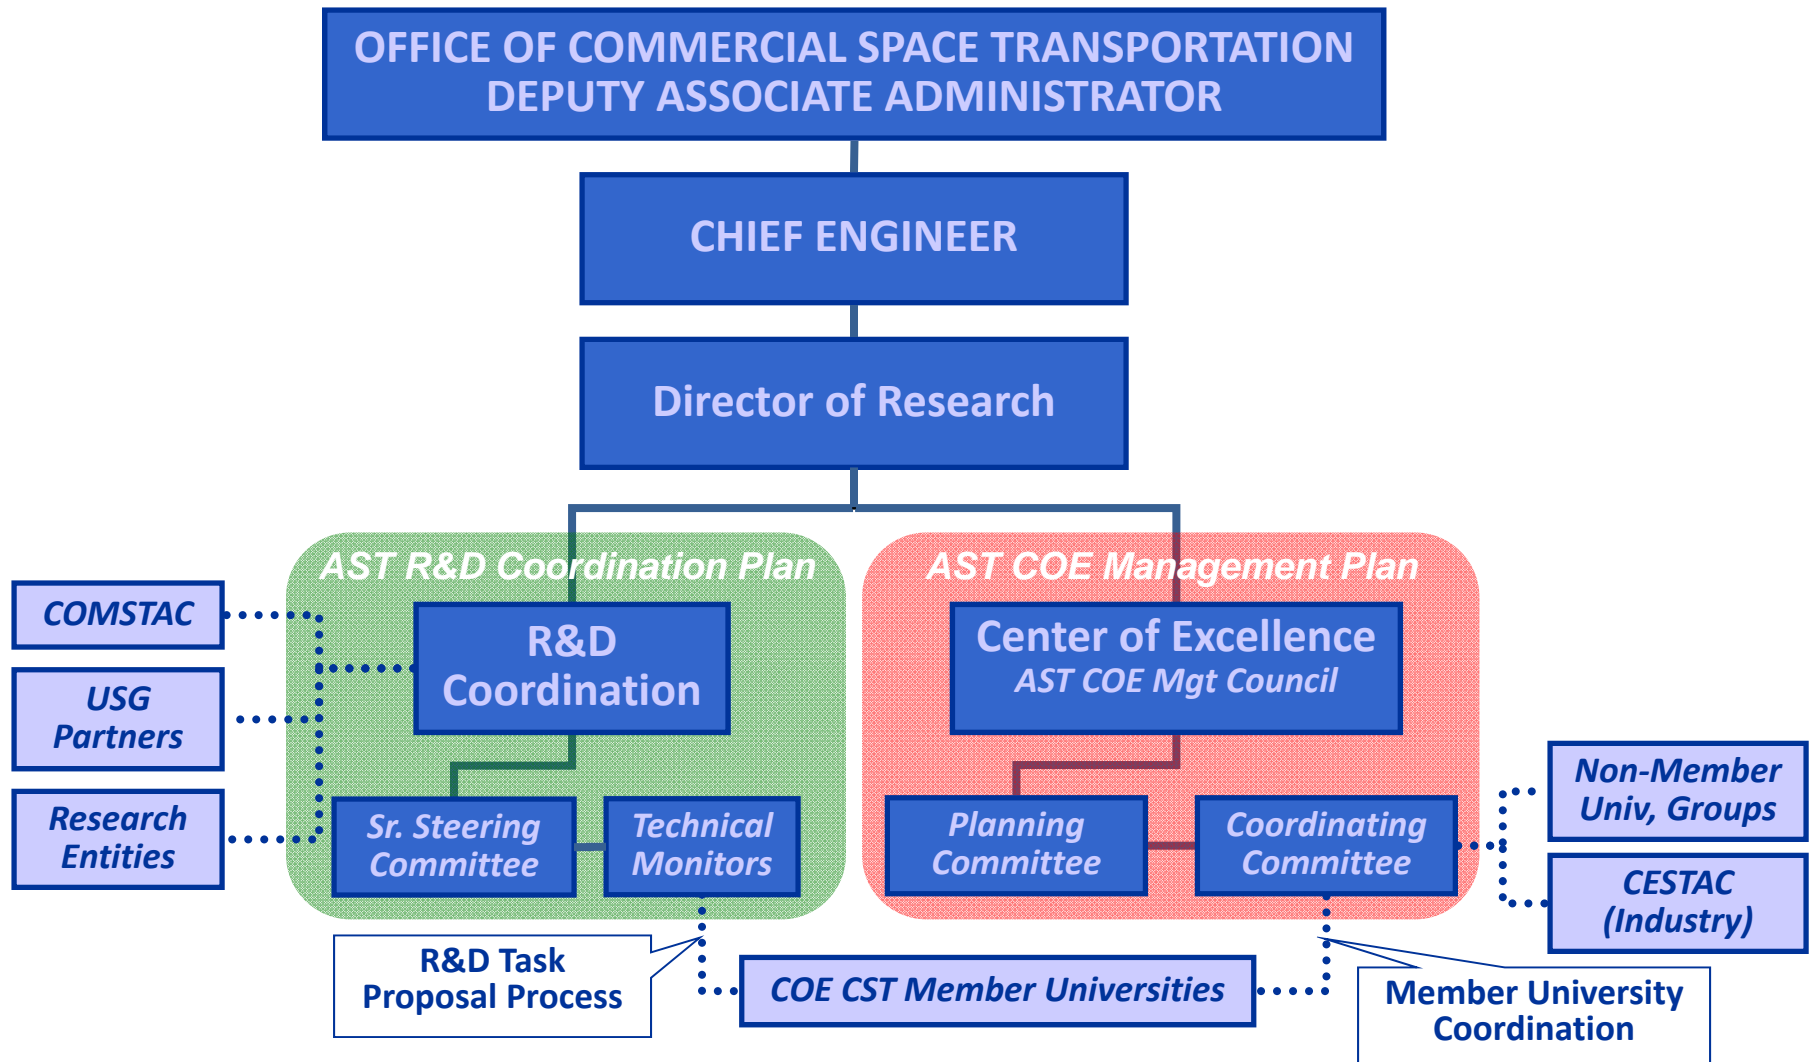 OFFICE OF COMMERCIAL SPACE TRANSPORTATION
DEPUTY ASSOCIATE ADMINISTRATOR
CHIEF ENGINEER
Director of Research
AST R&D Coordination Plan
AST COE Management Plan
COMSTAC
USG
Partners
Research
Entities
R&D
Coordination
Center of Excellence
AST COE Mgt Council
Sr. Steering
Committee
Technical
Monitors
Planning
Committee
Coordinating
Committee
Non-Member
Univ, Groups
CESTAC
(Industry)
R&D Task
Proposal Process
COE CST Member Universities
Member University
Coordination